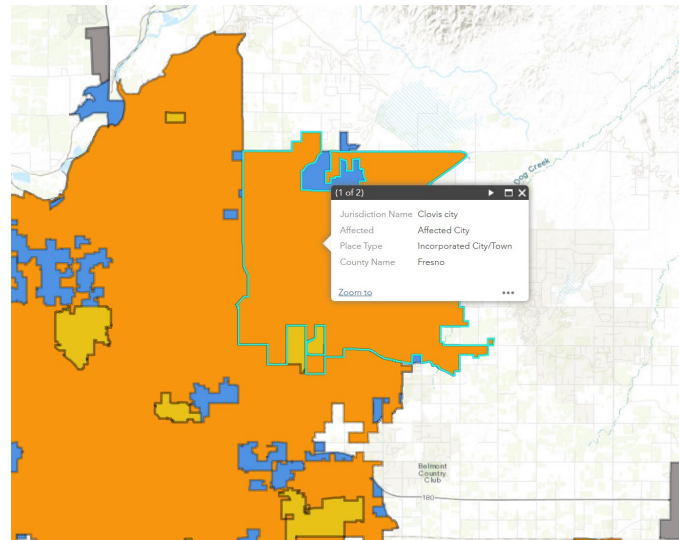 Dog Creek
(1 of 2)
Jurisdiction Name Clovis city
Affected Affected City
Place Type Incorporated City/Town
County Name Fresno
Zoom to
Belmont
Country
Club
180